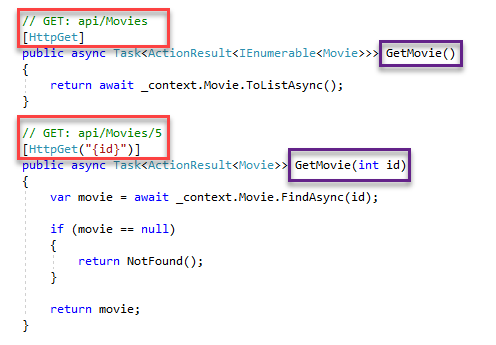 // GET: api/Movies
[HttpGet]
public async Task<ActionResult<IEnumerable<Movie>>> GetMovie()
{
    return await _context.Movie.ToListAsync();
}
// GET: api/Movies/5
[HttpGet("{id}")]
public async Task<ActionResult<Movie>> GetMovie(int id)
{
    var movie = await _context.Movie.FindAsync(id);
    if (movie == null)
    {
        return NotFound();
    }
    return movie;
}